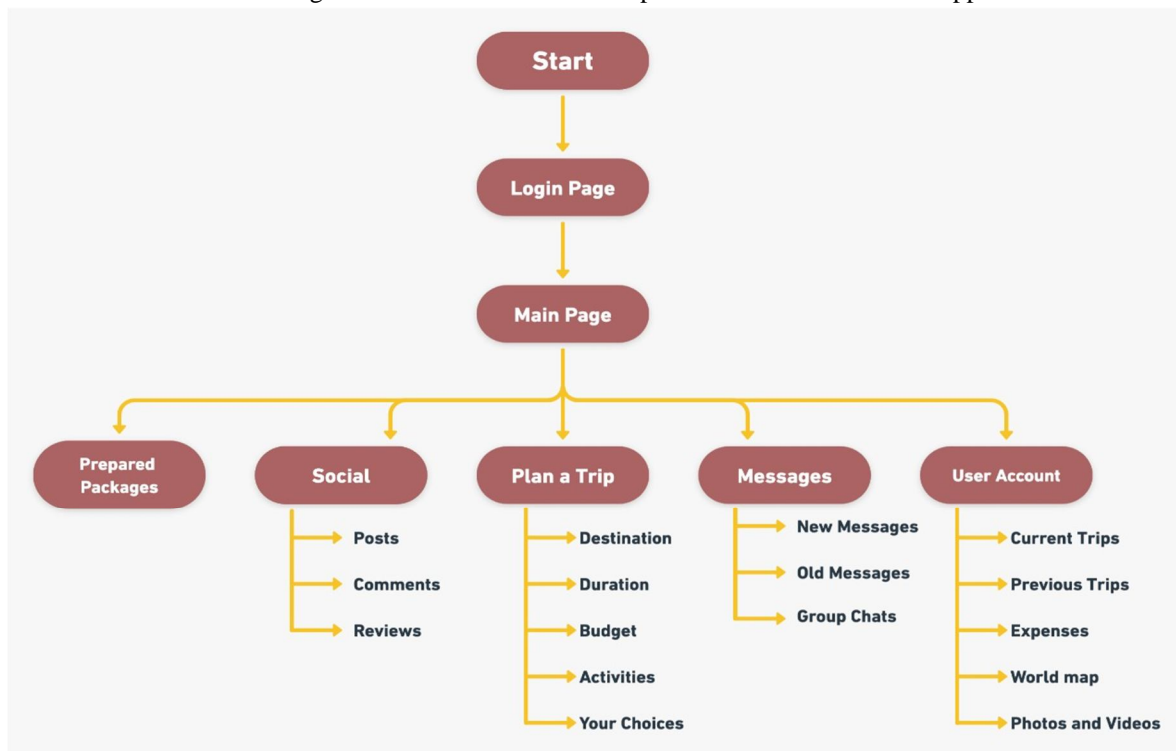 Start
Login Page
Main Page
Prepared
Packages
Social
Posts
Comments
Reviews
Plan a Trip
Destination
Duration
Budget
Activities
Your Choices
Messages
New Messages
Old Messages
Group Chats
User Account
Current Trips
Previous Trips
Expenses
World map
Photos and Videos